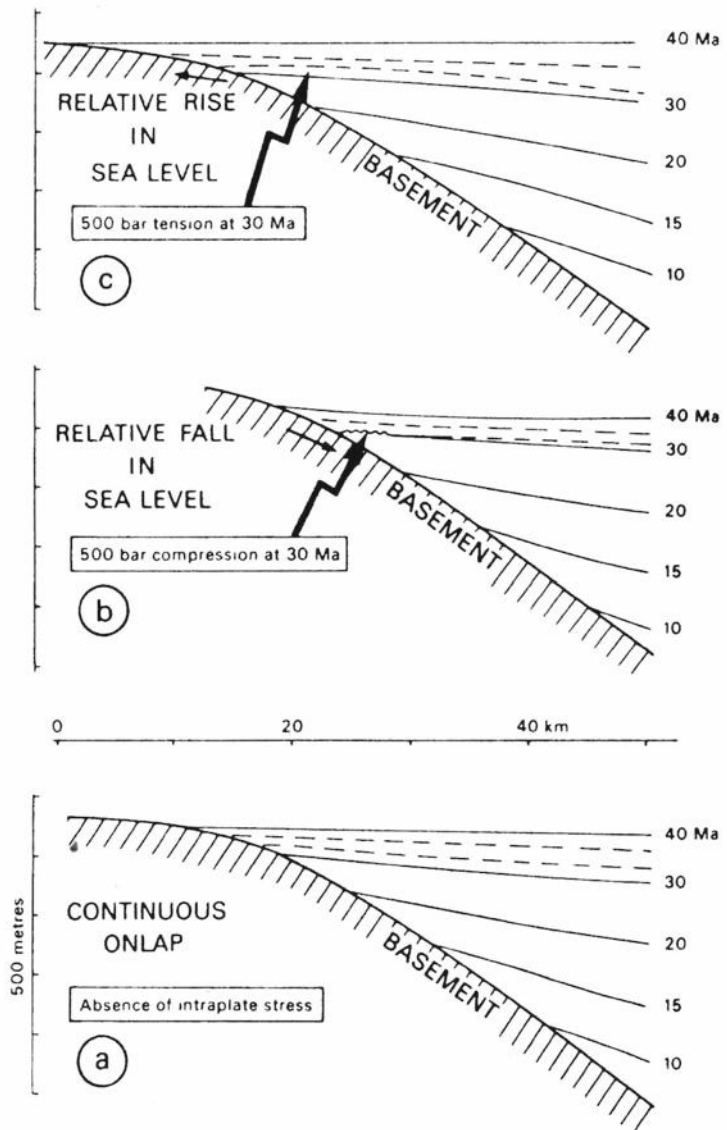 40 Ma
RELATIVE RISE
IN
SEA LEVEL
30
20
15
10
BASEMENT
500 bar tension at 30 Ma
c
40 Ma
RELATIVE FALL
IN
SEA LEVEL
30
20
15
10
BASEMENT
500 bar compression at 30 Ma
b
0
20
40 km
40 Ma
30
20
15
10
CONTINUOUS
ONLAP
BASEMENT
500 metres
Absence of intraplate stress
a